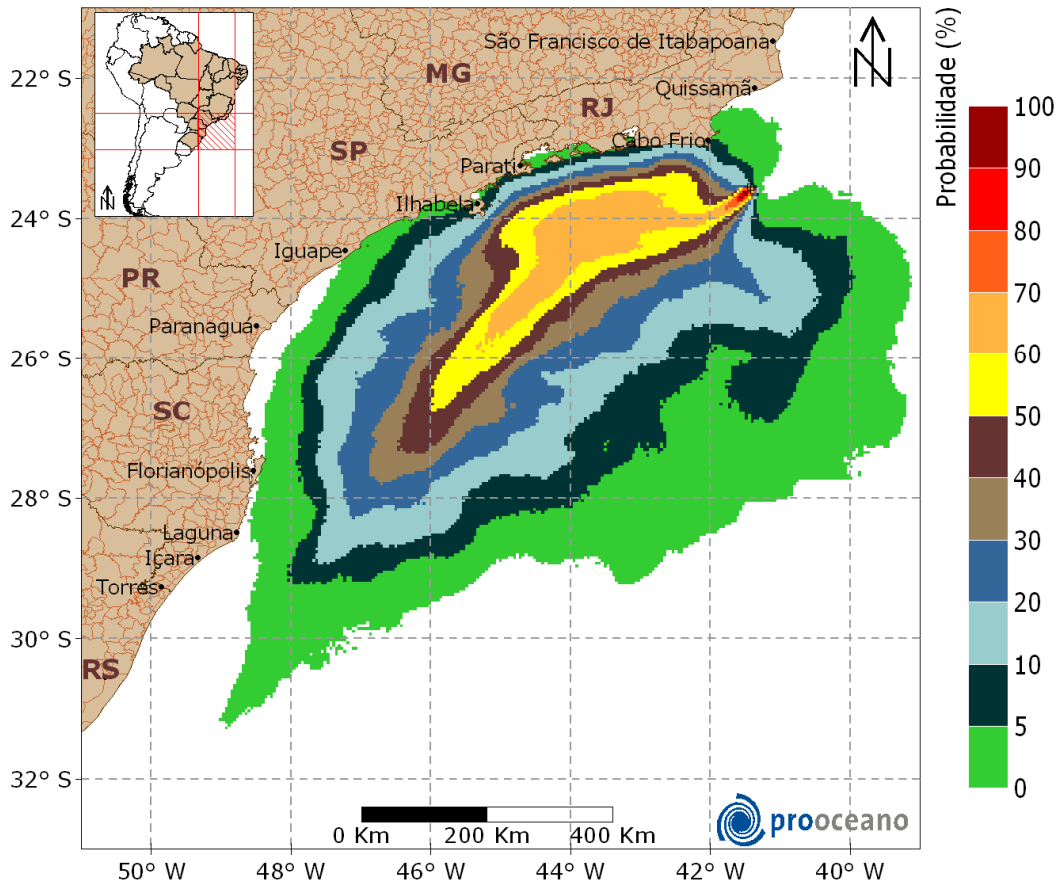 São Francisco de Itabapoana
MG
Quissamã
RJ
Cabo Frio
SP
Parati
Ilhabela
Iguape
PR
Paranaguá
SC
Florianópolis
Laguna
Içara
Torres
RS
N
N
22° S
24° S
26° S
28° S
30° S
32° S
50° W
48° W
46° W
44° W
42° W
40° W
0 Km
200 Km
400 Km
prooceano
Probabilidade (%)
100
90
80
70
60
50
40
30
20
10
5
0